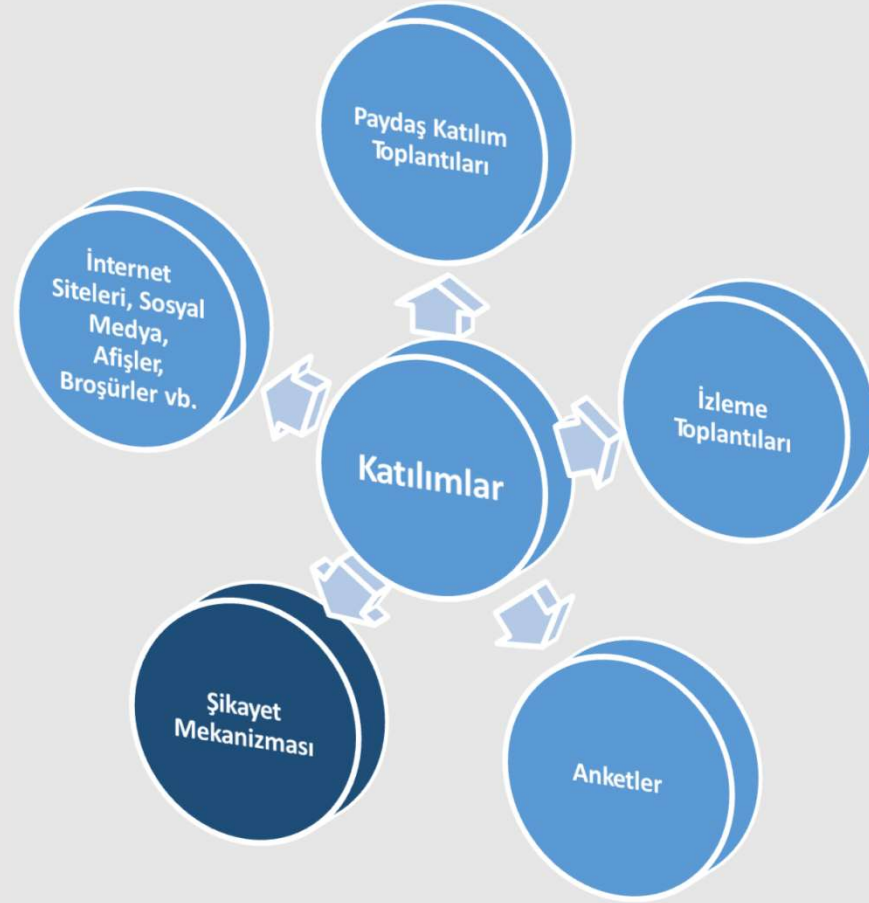 Paydaş Katılım
Toplantıları
İnternet
Siteleri, Sosyal
Medya,
Afişler,
Broşürler vb.
İzleme
Toplantıları
Katılımlar
Şikayet
Mekanizması
Anketler